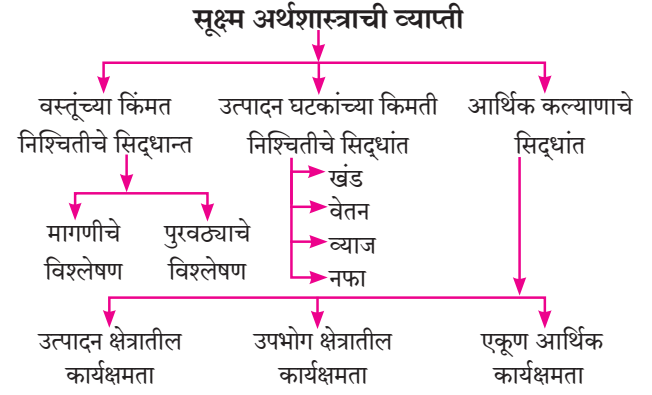 सूक्ष्म अर्थशास्त्राची व्याप्ती
वस्तूंच्या किंमत
निश्चितीचे सिद्धान्त
उत्पादन घटकांच्या किमती
निश्चितीचे सिद्धांत
आर्थिक कल्याणाचे
सिद्धांत
मागणीचे
विश्लेषण
पुरवठ्याचे
विश्लेषण
खंड
वेतन
व्याज
नफा
उत्पादन क्षेत्रातील
कार्यक्षमता
उपभोग क्षेत्रातील
कार्यक्षमता
एकूण आर्थिक
कार्यक्षमता